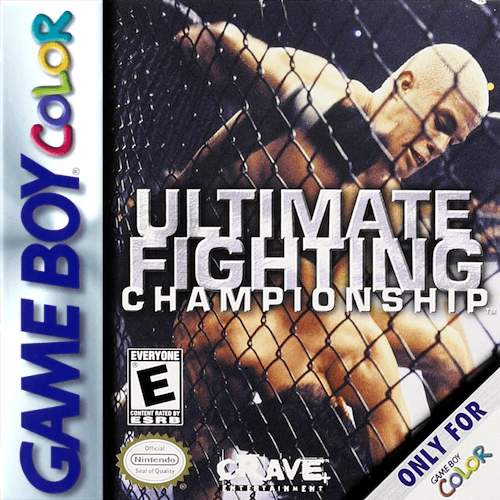 GAME BOY COLOR
ULTIMATE
FIGHTING
CHAMPIONSHIP™
EVERYONE
E
CONTENT RATED BY
ESRB
Official
Nintendo
Seal of Quality
CRAVE
ENTERTAINMENT
ONLY FOR
GAME BOY
COLOR